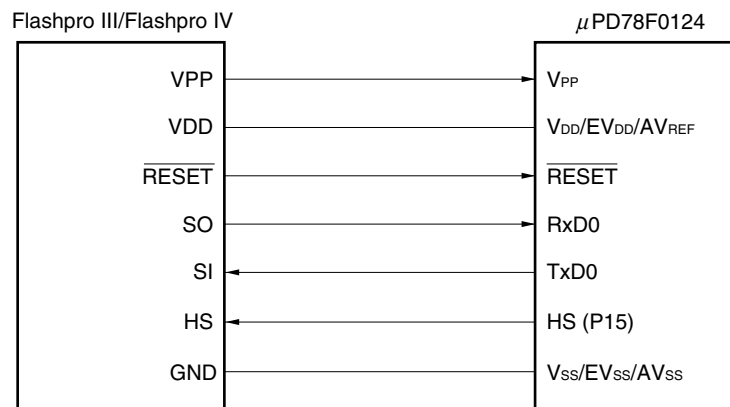 Flashpro III/Flashpro IV μPD78F0124
VPP VPP
VDD VDD/EVDD/AVREF
RESET RESET
SO RxD0
SI TxD0
HS HS (P15)
GND VSS/EVSS/AVSS